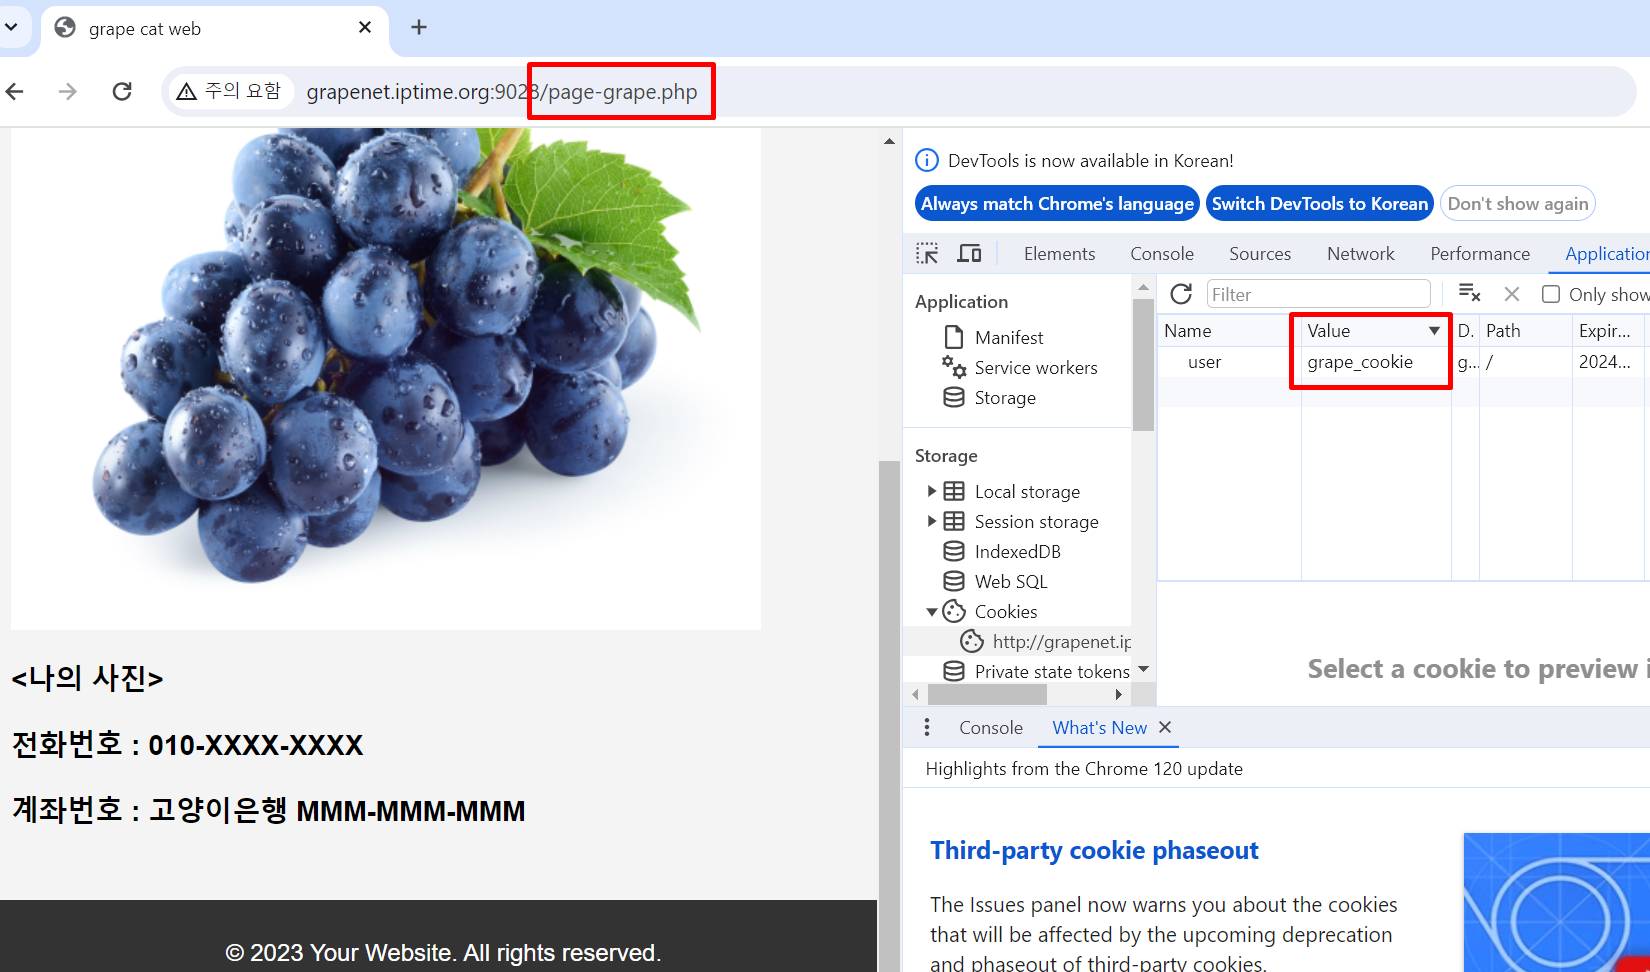 grape cat web
주의 요함
grapenet.iptime.org:9028/page-grape.php
<나의 사진>
전화번호 : 010-XXXX-XXXX
계좌번호 : 고양이은행 MMM-MMM-MMM
© 2023 Your Website. All rights reserved.
DevTools is now available in Korean!
Always match Chrome's language Switch DevTools to Korean Don't show again
Elements Console Sources Network Performance Application
Application
Manifest
Service workers
Storage
Storage
Local storage
Session storage
IndexedDB
Web SQL
Cookies
http://grapenet.ip
Private state tokens
Filter
Only show
Name Value D. Path Expir...
user grape_cookie g... / 2024...
Select a cookie to preview i
Console What's New
Highlights from the Chrome 120 update
Third-party cookie phaseout
The Issues panel now warns you about the cookies
that will be affected by the upcoming deprecation
and phaseout of third-party cookies.